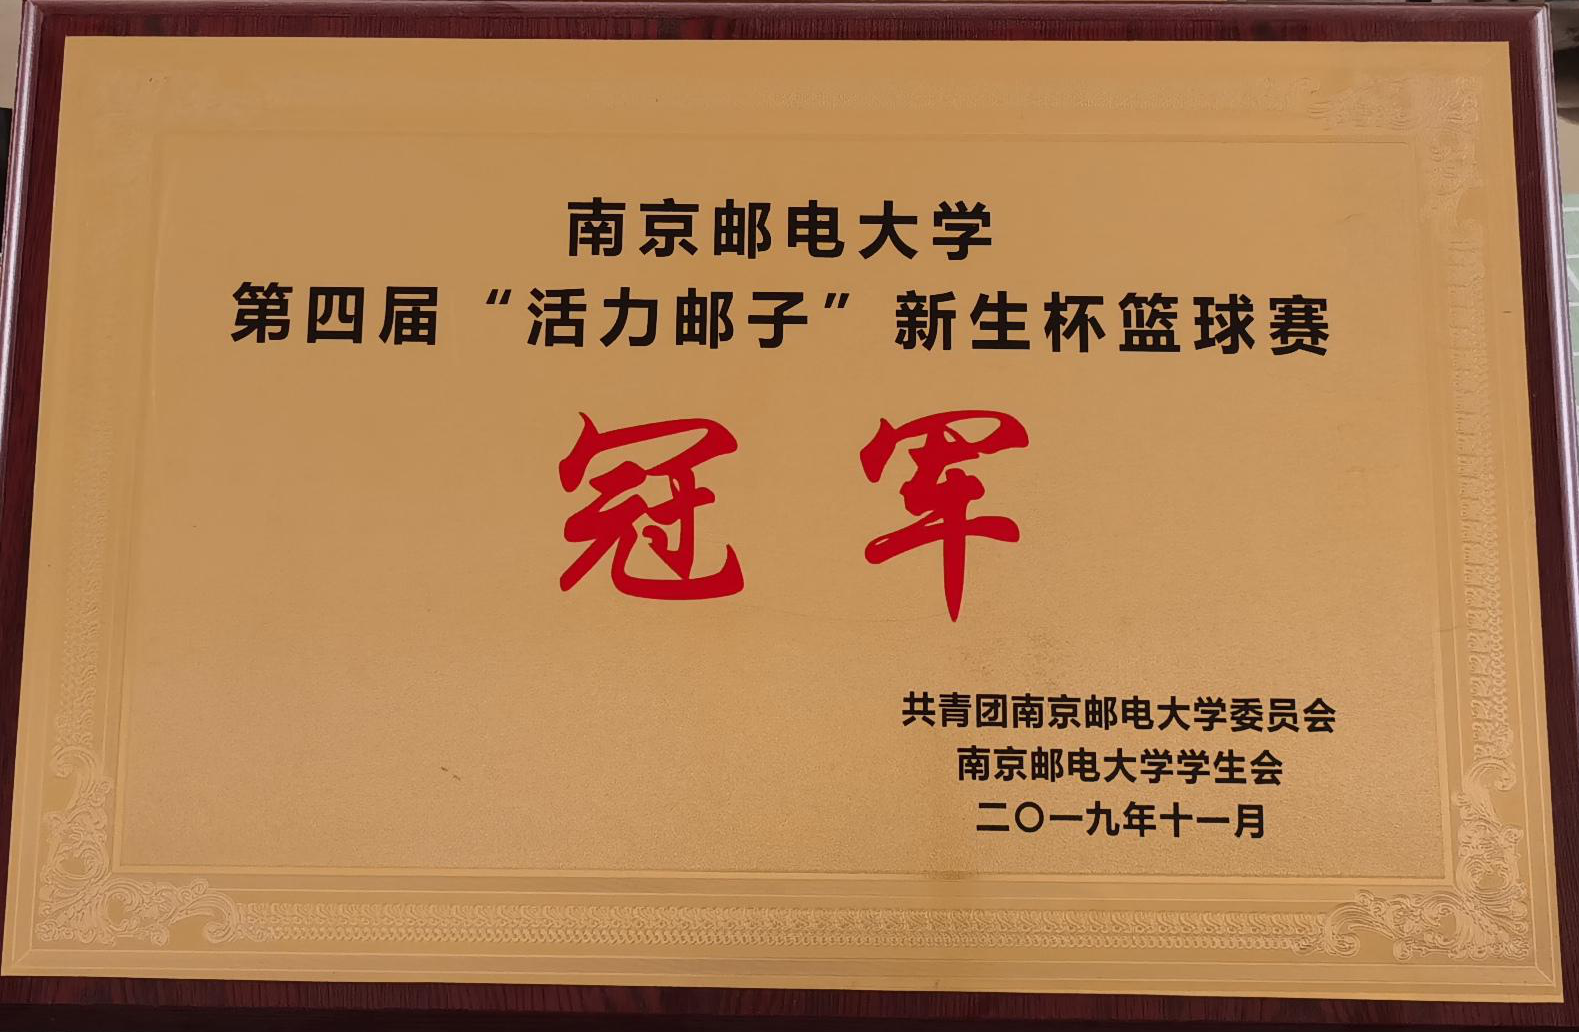 南京邮电大学
第四届“活力邮子”新生杯篮球赛
冠军
共青团南京邮电大学委员会
南京邮电大学学生会
二〇一九年十一月